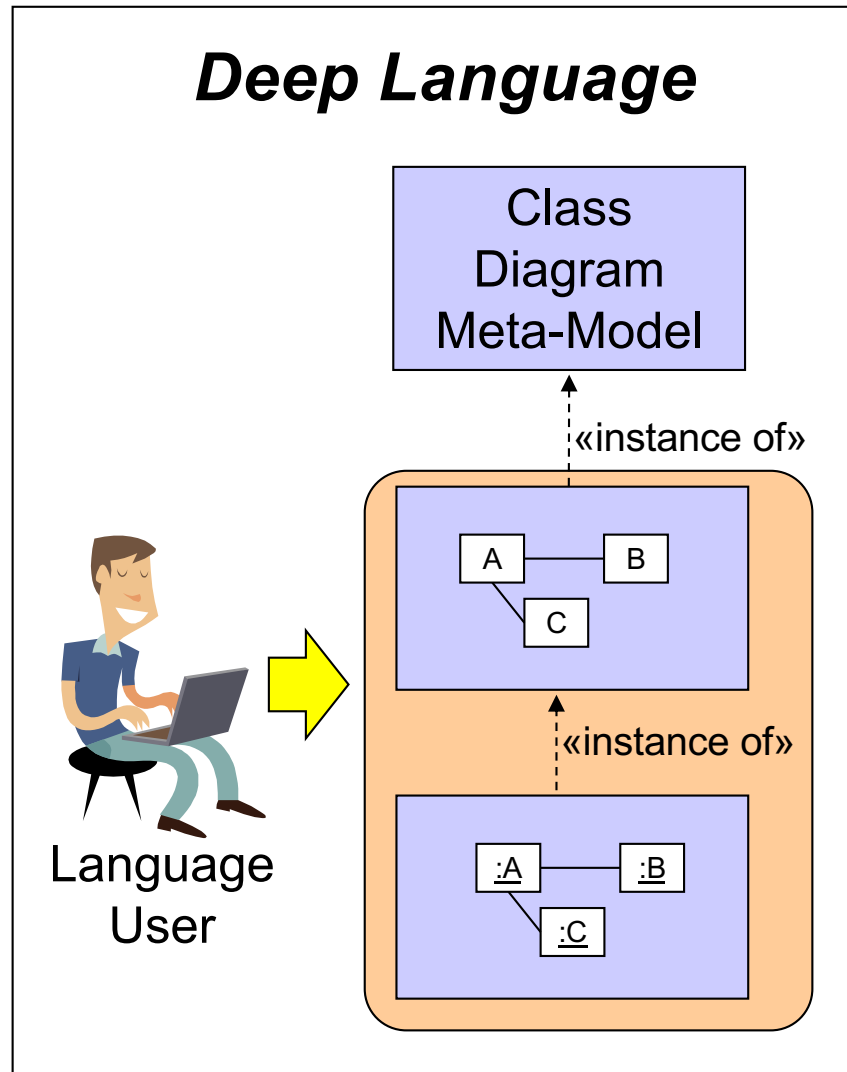 Deep Language
Class
Diagram
Meta-Model
«instance of»
A
B
C
«instance of»
:A
:B
:C
Language
User